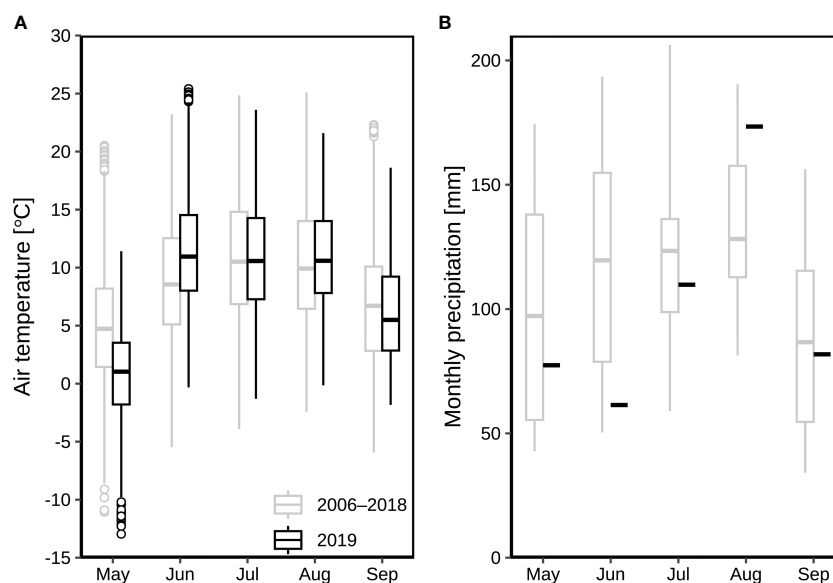 A
Air temperature [°C]
30
25
20
15
10
5
0
-5
-10
-15
May Jun Jul Aug Sep
2006–2018
2019
B
Monthly precipitation [mm]
200
150
100
50
0
May Jun Jul Aug Sep